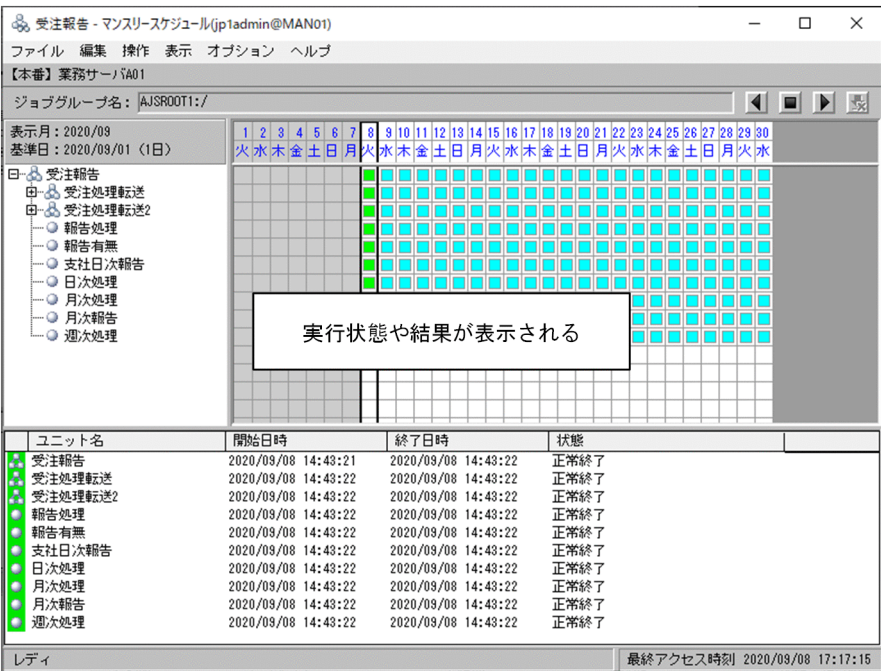 受注報告 - マンスリースケジュール(jp1admin@MAN01)
ファイル 編集 操作 表示 オプション ヘルプ
【本番】業務サーバA01
ジョブグループ名： AJSROOT1:/
表示月：2020/09
基準日：2020/09/01 (1日)
1 2 3 4 5 6 7 8 9 10 11 12 13 14 15 16 17 18 19 20 21 22 23 24 25 26 27 28 29 30
火 水 木 金 土 日 月 火 水 木 金 土 日 月 火 水 木 金 土 日 月 火 水 木 金 土 日 月 火 水
受注報告
受注処理転送
受注処理転送2
報告処理
報告有無
支社日次報告
日次処理
月次処理
月次報告
週次処理
実行状態や結果が表示される
ユニット名 開始日時 終了日時 状態
受注報告 2020/09/08 14:43:21 2020/09/08 14:43:22 正常終了
受注処理転送 2020/09/08 14:43:22 2020/09/08 14:43:22 正常終了
受注処理転送2 2020/09/08 14:43:22 2020/09/08 14:43:22 正常終了
報告処理 2020/09/08 14:43:22 2020/09/08 14:43:22 正常終了
報告有無 2020/09/08 14:43:22 2020/09/08 14:43:22 正常終了
支社日次報告 2020/09/08 14:43:22 2020/09/08 14:43:22 正常終了
日次処理 2020/09/08 14:43:22 2020/09/08 14:43:22 正常終了
月次処理 2020/09/08 14:43:22 2020/09/08 14:43:22 正常終了
月次報告 2020/09/08 14:43:22 2020/09/08 14:43:22 正常終了
週次処理 2020/09/08 14:43:22 2020/09/08 14:43:22 正常終了
レディ 最終アクセス時刻 2020/09/08 17:17:15